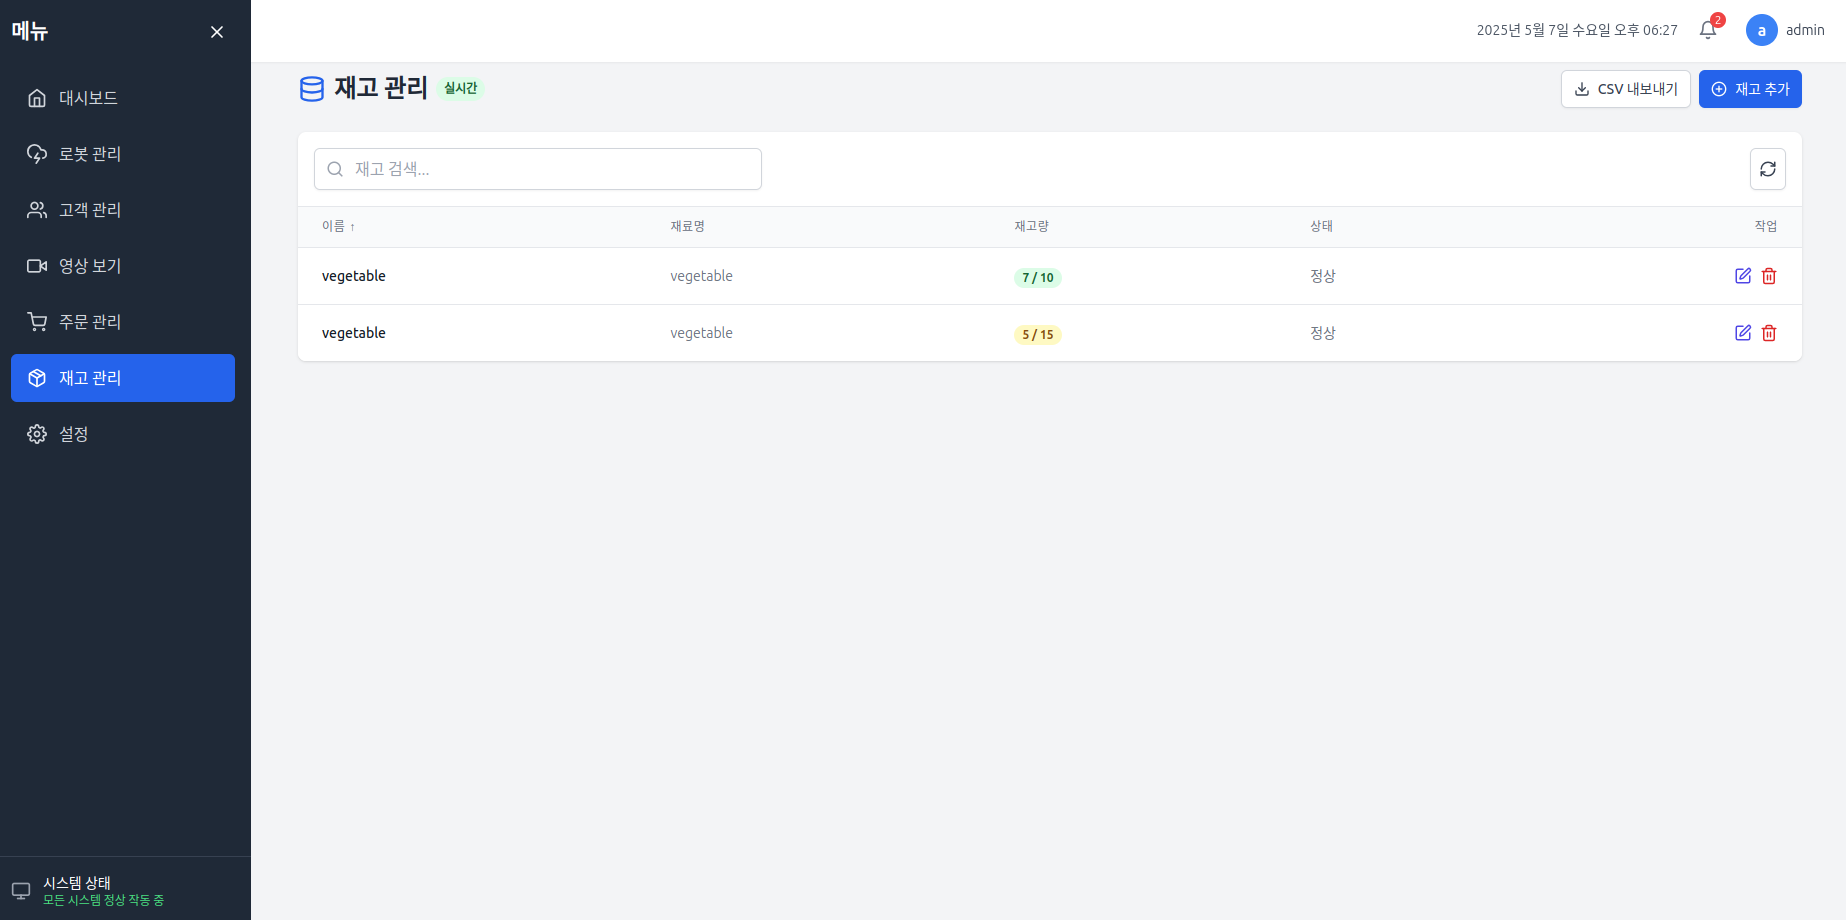 메뉴
대시보드
로봇 관리
고객 관리
영상 보기
주문 관리
재고 관리
설정
시스템 상태
모든 시스템 정상 작동 중
2025년 5월 7일 수요일 오후 06:27
2
a
admin
재고 관리 실시간
CSV 내보내기
재고 추가
재고 검색...
이름 ↑ 재료명 재고량 상태 작업
vegetable vegetable 7 / 10 정상
vegetable vegetable 5 / 15 정상